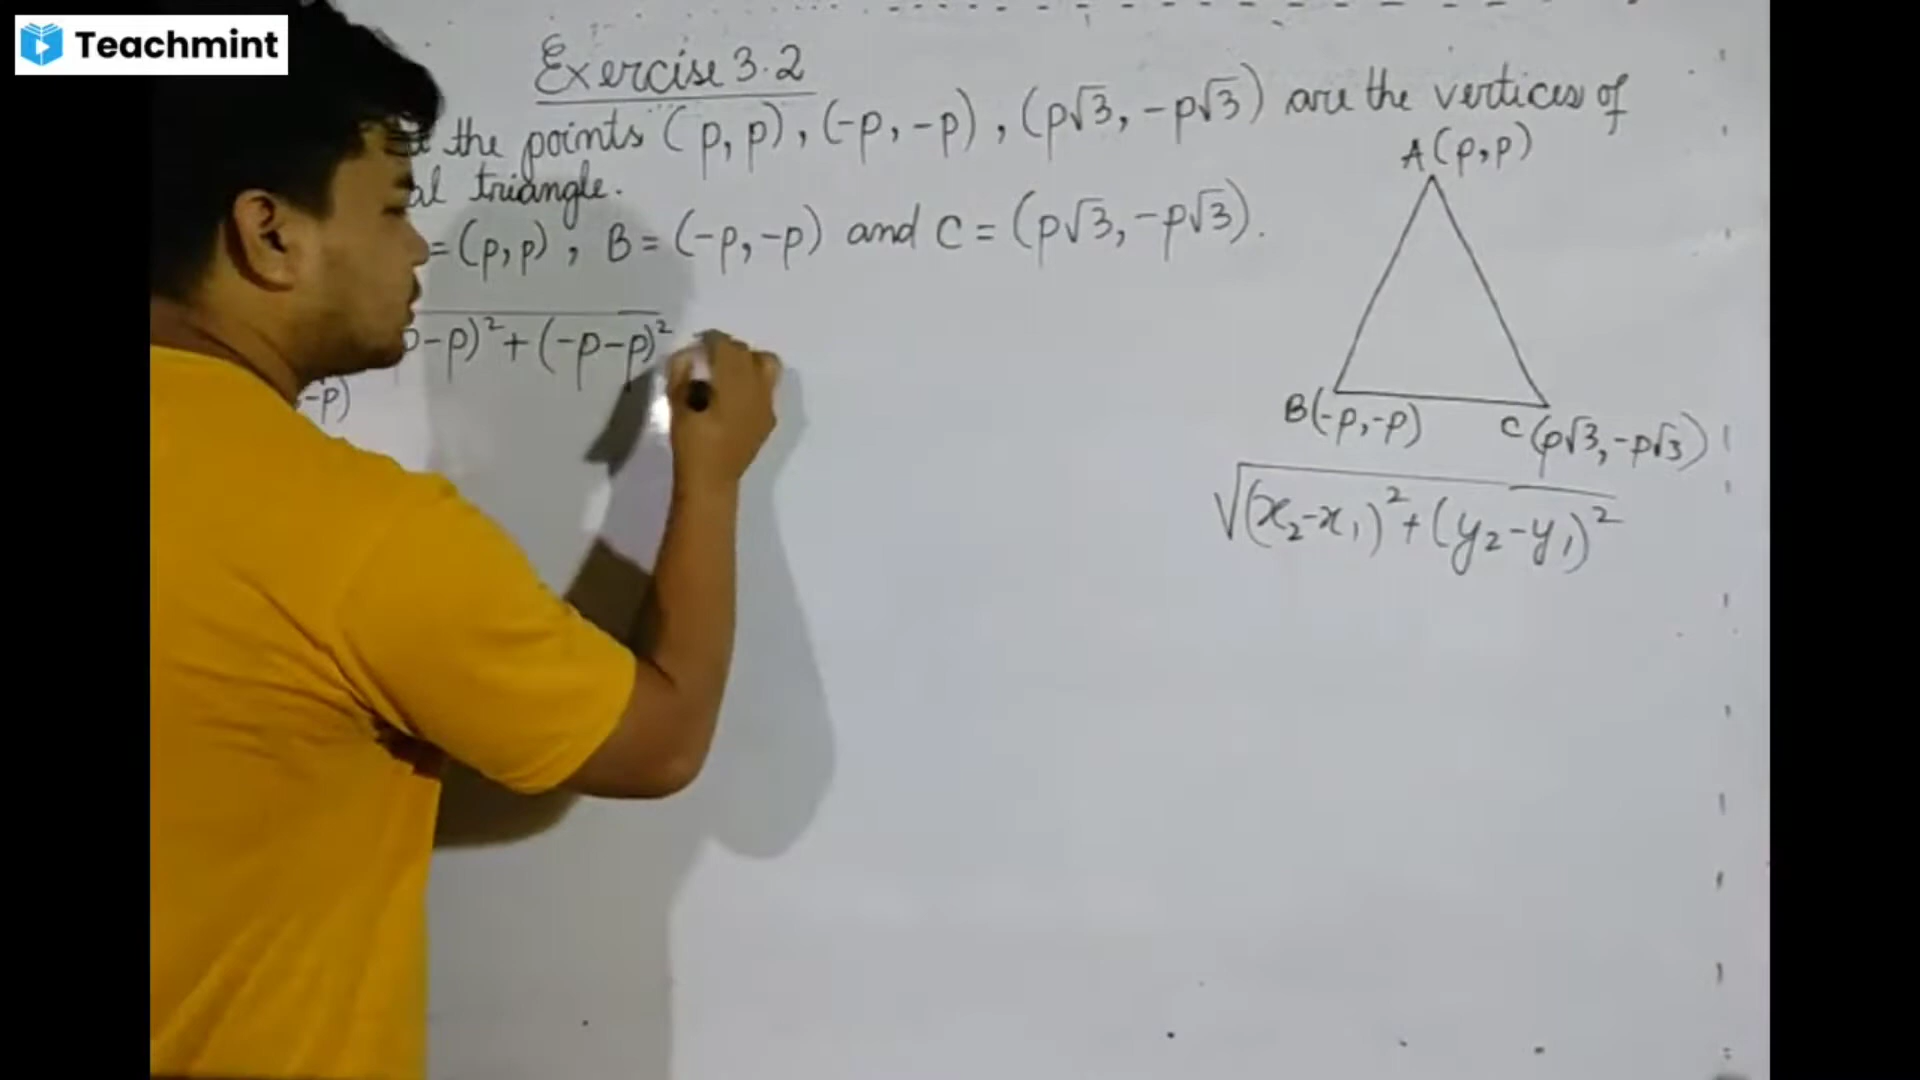 Teachmint
Exercise 3.2
the points (p, p), (-p, -p), (p√3, -p√3) are the vertices of
al triangle.
A(p,p)
=(p,p), B=(-p,-p) and C=(p√3,-p√3).
p-p)²+(-p-p)²
-p)
B(-p,-p)
C(p√3,-p√3)
√(x₂-x₁)²+(y₂-y₁)²